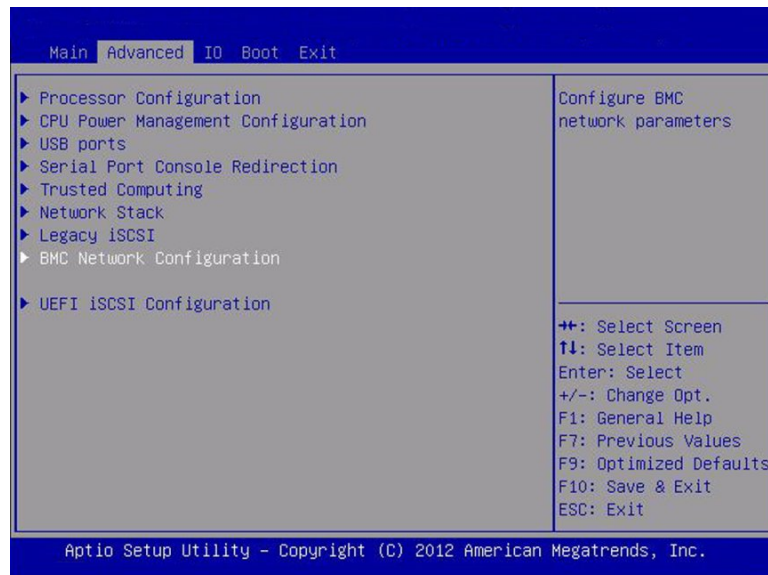 Main Advanced IO Boot Exit
Processor Configuration
CPU Power Management Configuration
USB ports
Serial Port Console Redirection
Trusted Computing
Network Stack
Legacy iSCSI
BMC Network Configuration
UEFI iSCSI Configuration
Configure BMC
network parameters
→←: Select Screen
↑↓: Select Item
Enter: Select
+/-: Change Opt.
F1: General Help
F7: Previous Values
F9: Optimized Defaults
F10: Save & Exit
ESC: Exit
Aptio Setup Utility - Copyright (C) 2012 American Megatrends, Inc.